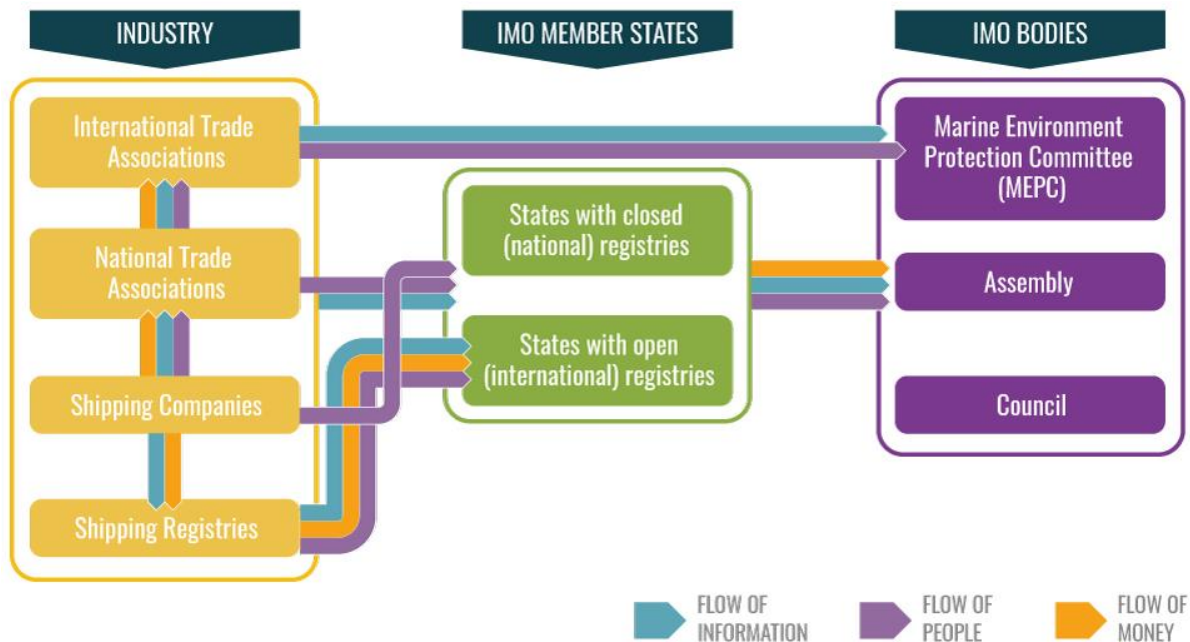 INDUSTRY
IMO MEMBER STATES
IMO BODIES
International Trade
Associations
National Trade
Associations
Shipping Companies
Shipping Registries
States with closed
(national) registries
States with open
(international) registries
Marine Environment
Protection Committee
(MEPC)
Assembly
Council
FLOW OF
INFORMATION
FLOW OF
PEOPLE
FLOW OF
MONEY